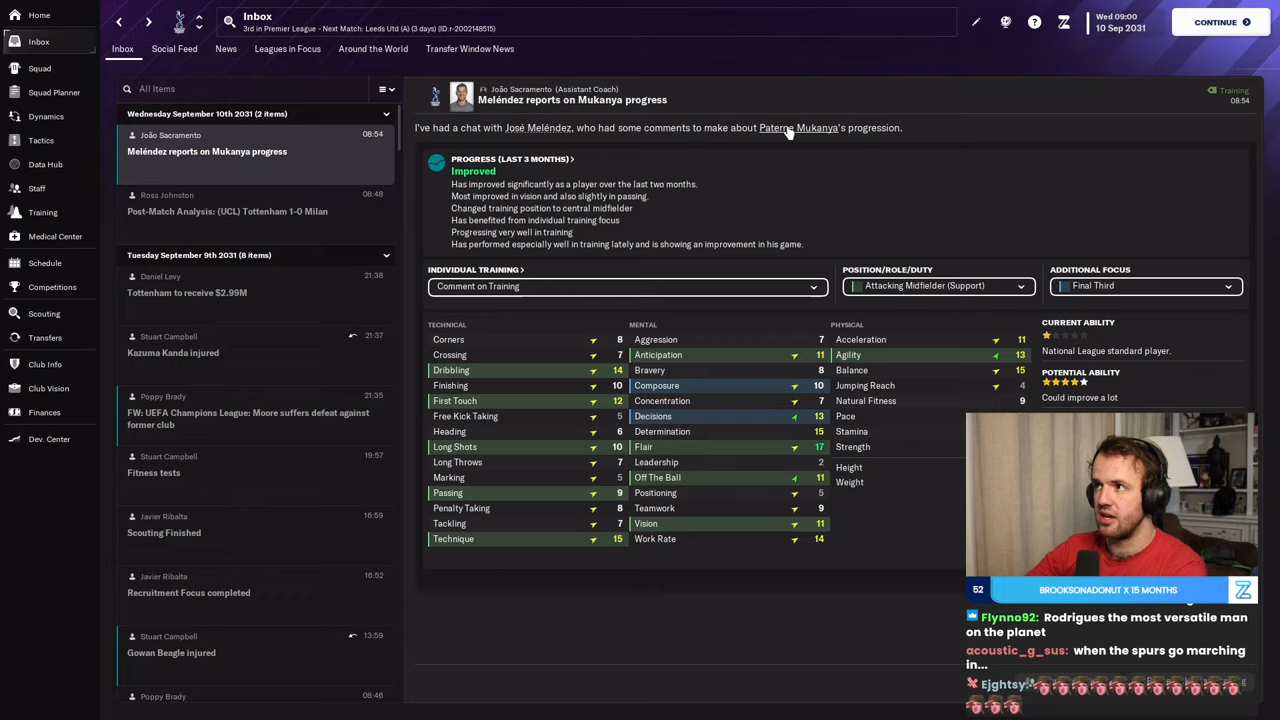 Home
Inbox
Squad
Squad Planner
Dynamics
Tactics
Data Hub
Staff
Training
Medical Center
Schedule
Competitions
Scouting
Transfers
Club Info
Club Vision
Finances
Dev. Center
Inbox
3rd in Premier League - Next Match: Leeds Utd (A) (3 days) (ID:r-2002148515)
Wed 09:00
10 Sep 2031
CONTINUE
Inbox
Social Feed
News
Leagues in Focus
Around the World
Transfer Window News
All Items
Wednesday September 10th 2031 (2 items)
João Sacramento 08:54
Meléndez reports on Mukanya progress
Ross Johnston 08:48
Post-Match Analysis: (UCL) Tottenham 1-0 Milan
Tuesday September 9th 2031 (8 items)
Daniel Levy 21:38
Tottenham to receive $2.99M
Stuart Campbell 21:37
Kazuma Kanda injured
Poppy Brady 21:35
FW: UEFA Champions League: Moore suffers defeat against
former club
Stuart Campbell 19:57
Fitness tests
Javier Ribalta 16:59
Scouting Finished
Javier Ribalta 16:52
Recruitment Focus completed
Stuart Campbell 13:59
Gowan Beagle injured
Poppy Brady 08:46
João Sacramento (Assistant Coach)
Meléndez reports on Mukanya progress
Training
08:54
I've had a chat with José Meléndez, who had some comments to make about Paterne Mukanya's progression.
PROGRESS (LAST 3 MONTHS)
Improved
Has improved significantly as a player over the last two months.
Most improved in vision and also slightly in passing.
Changed training position to central midfielder
Has benefited from individual training focus
Progressing very well in training
Has performed especially well in training lately and is showing an improvement in his game.
INDIVIDUAL TRAINING
Comment on Training
POSITION/ROLE/DUTY
Attacking Midfielder (Support)
ADDITIONAL FOCUS
Final Third
TECHNICAL
Corners 8
Crossing 7
Dribbling 14
Finishing 10
First Touch 12
Free Kick Taking 5
Heading 6
Long Shots 10
Long Throws 7
Marking 5
Passing 9
Penalty Taking 8
Tackling 7
Technique 15
MENTAL
Aggression 7
Anticipation 11
Bravery 8
Composure 10
Concentration 7
Decisions 13
Determination 15
Flair 17
Leadership 2
Off The Ball 11
Positioning 5
Teamwork 9
Vision 11
Work Rate 14
PHYSICAL
Acceleration 11
Agility 13
Balance 15
Jumping Reach 4
Natural Fitness 9
Pace
Stamina
Strength
Height
Weight
CURRENT ABILITY
National League standard player.
POTENTIAL ABILITY
Could improve a lot
52 BROOKSONADONUT X 15 MONTHS
Flynno92: Rodrigues the most versatile man
on the planet
acoustic_g_sus: when the spurs go marching
in...
Ejghtsy: